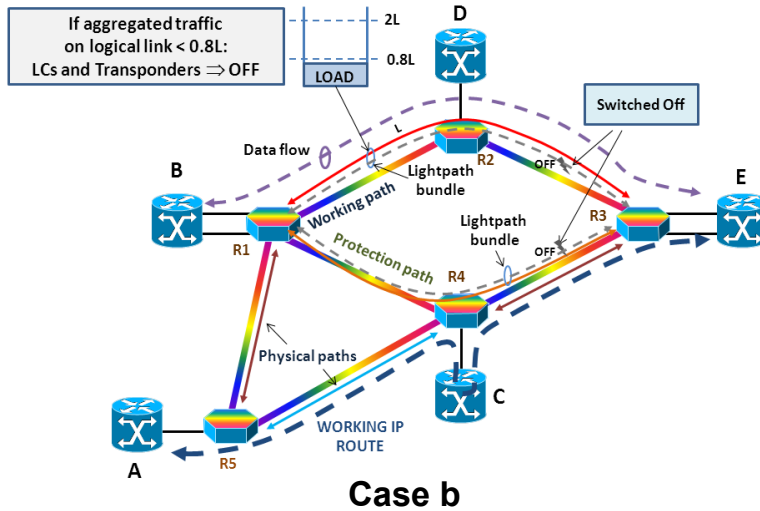 If aggregated traffic
on logical link < 0.8L:
LCs and Transponders ⇒ OFF
2L
0.8L
LOAD
D
Switched Off
L
Data flow
R2
OFF
B
Lightpath
bundle
E
Working path
Lightpath
bundle
R3
R1
Protection path
OFF
R4
Physical paths
C
WORKING IP
ROUTE
A
R5
Case b